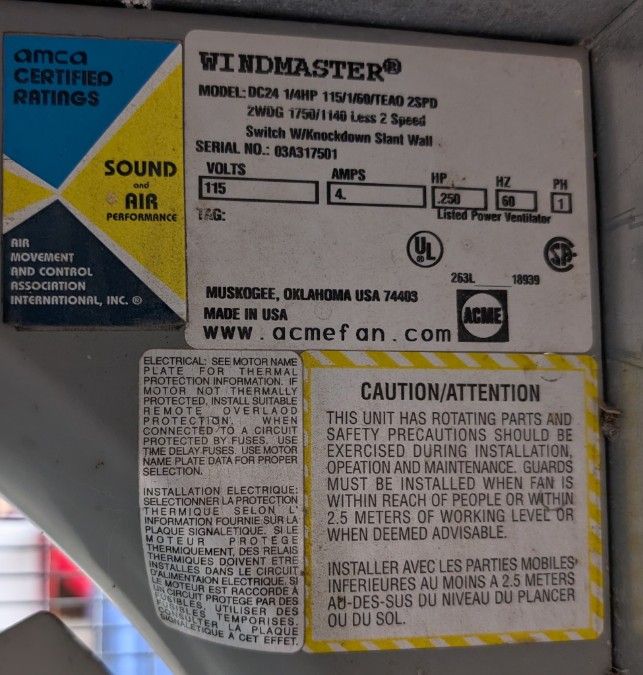 amca
CERTIFIED
RATINGS
SOUND
and
AIR
PERFORMANCE
AIR
MOVEMENT
AND CONTROL
ASSOCIATION
INTERNATIONAL, INC. ®
WINDMASTER®
MODEL: DC24 1/4HP 115/1/60/TEAO 2SPD
2WDG 1750/1140 Less 2 Speed
Switch W/Knockdown Slant Wall
SERIAL NO.: 03A317501
VOLTS AMPS HP HZ PH
115 4. .250 60 1
TAG: Listed Power Ventilator
UL ® SP
263L 18939
MUSKOGEE, OKLAHOMA USA 74403
MADE IN USA
www.acmefan.com
ACME
ELECTRICAL: SEE MOTOR NAME
PLATE FOR THERMAL
PROTECTION INFORMATION. IF
MOTOR NOT THERMALLY
PROTECTED, INSTALL SUITABLE
REMOTE OVERLAOD
PROTECTION. WHEN
CONNECTED TO A CIRCUIT
PROTECTED BY FUSES. USE
TIME DELAY FUSES. USE MOTOR
NAME PLATE DATA FOR PROPER
SELECTION.
INSTALLATION ELECTRIQUE:
SELECTIONNER LA PROTECTION
THERMIQUE SELON L'
INFORMATION FOURNIE SUR LA
PLAQUE SIGNALETIQUE. SI LE
MOTEUR PROTÉGÉ
THERMIQUEMENT, DES RELAIS
THERMIQUES DOIVENT ETRE
INSTALLES DANS LE CIRCUIT
D'ALIMENTAION ELECTRIQUE. SI
LE MOTEUR EST RACCORDE À
UN CIRCUIT PROTEGE PAR DES
FUSIBLES, UTILISER DES
FUSIBLES TEMPORISES.
CONSULTER LA PLAQUE
SIGNALETIQUE A CET EFFET.
CAUTION/ATTENTION
THIS UNIT HAS ROTATING PARTS AND
SAFETY PRECAUTIONS SHOULD BE
EXERCISED DURING INSTALLATION,
OPEATION AND MAINTENANCE. GUARDS
MUST BE INSTALLED WHEN FAN IS
WITHIN REACH OF PEOPLE OR WITHIN
2.5 METERS OF WORKING LEVEL OR
WHEN DEEMED ADVISABLE.
INSTALLER AVEC LES PARTIES MOBILES
INFERIEURES AU MOINS A 2.5 METERS
AU-DES-SUS DU NIVEAU DU PLANCER
OU DU SOL.